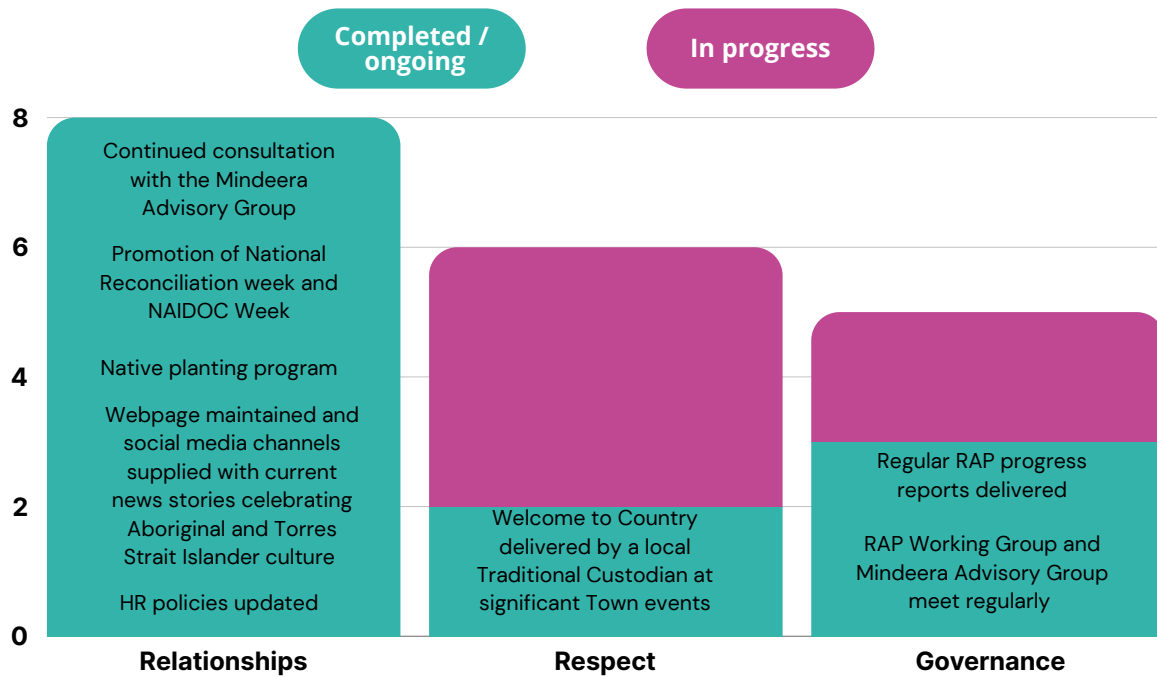 Completed /
ongoing
In progress
8
6
4
2
0
Continued consultation
with the Mindeera
Advisory Group
Promotion of National
Reconciliation week and
NAIDOC Week
Native planting program
Webpage maintained and
social media channels
supplied with current
news stories celebrating
Aboriginal and Torres
Strait Islander culture
HR policies updated
Welcome to Country
delivered by a local
Traditional Custodian at
significant Town events
Regular RAP progress
reports delivered
RAP Working Group and
Mindeera Advisory Group
meet regularly
Relationships
Respect
Governance